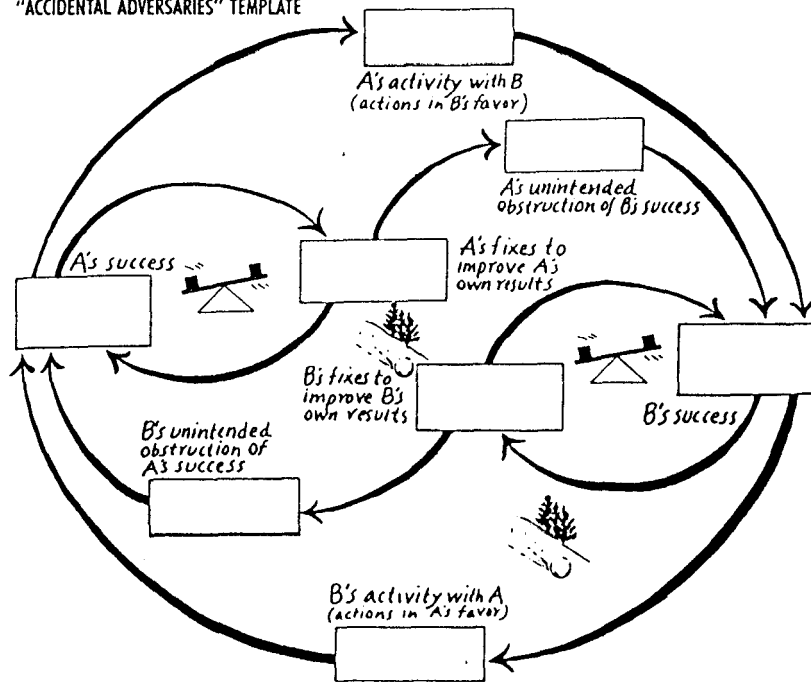 "ACCIDENTAL ADVERSARIES" TEMPLATE
A's activity with B
(actions in B's favor)
A's unintended
obstruction of B's success
A's success
A's fixes to
improve A's
own results
B's fixes to
improve B's
own results
B's success
B's unintended
obstruction of
A's success
B's activity with A
(actions in A's favor)